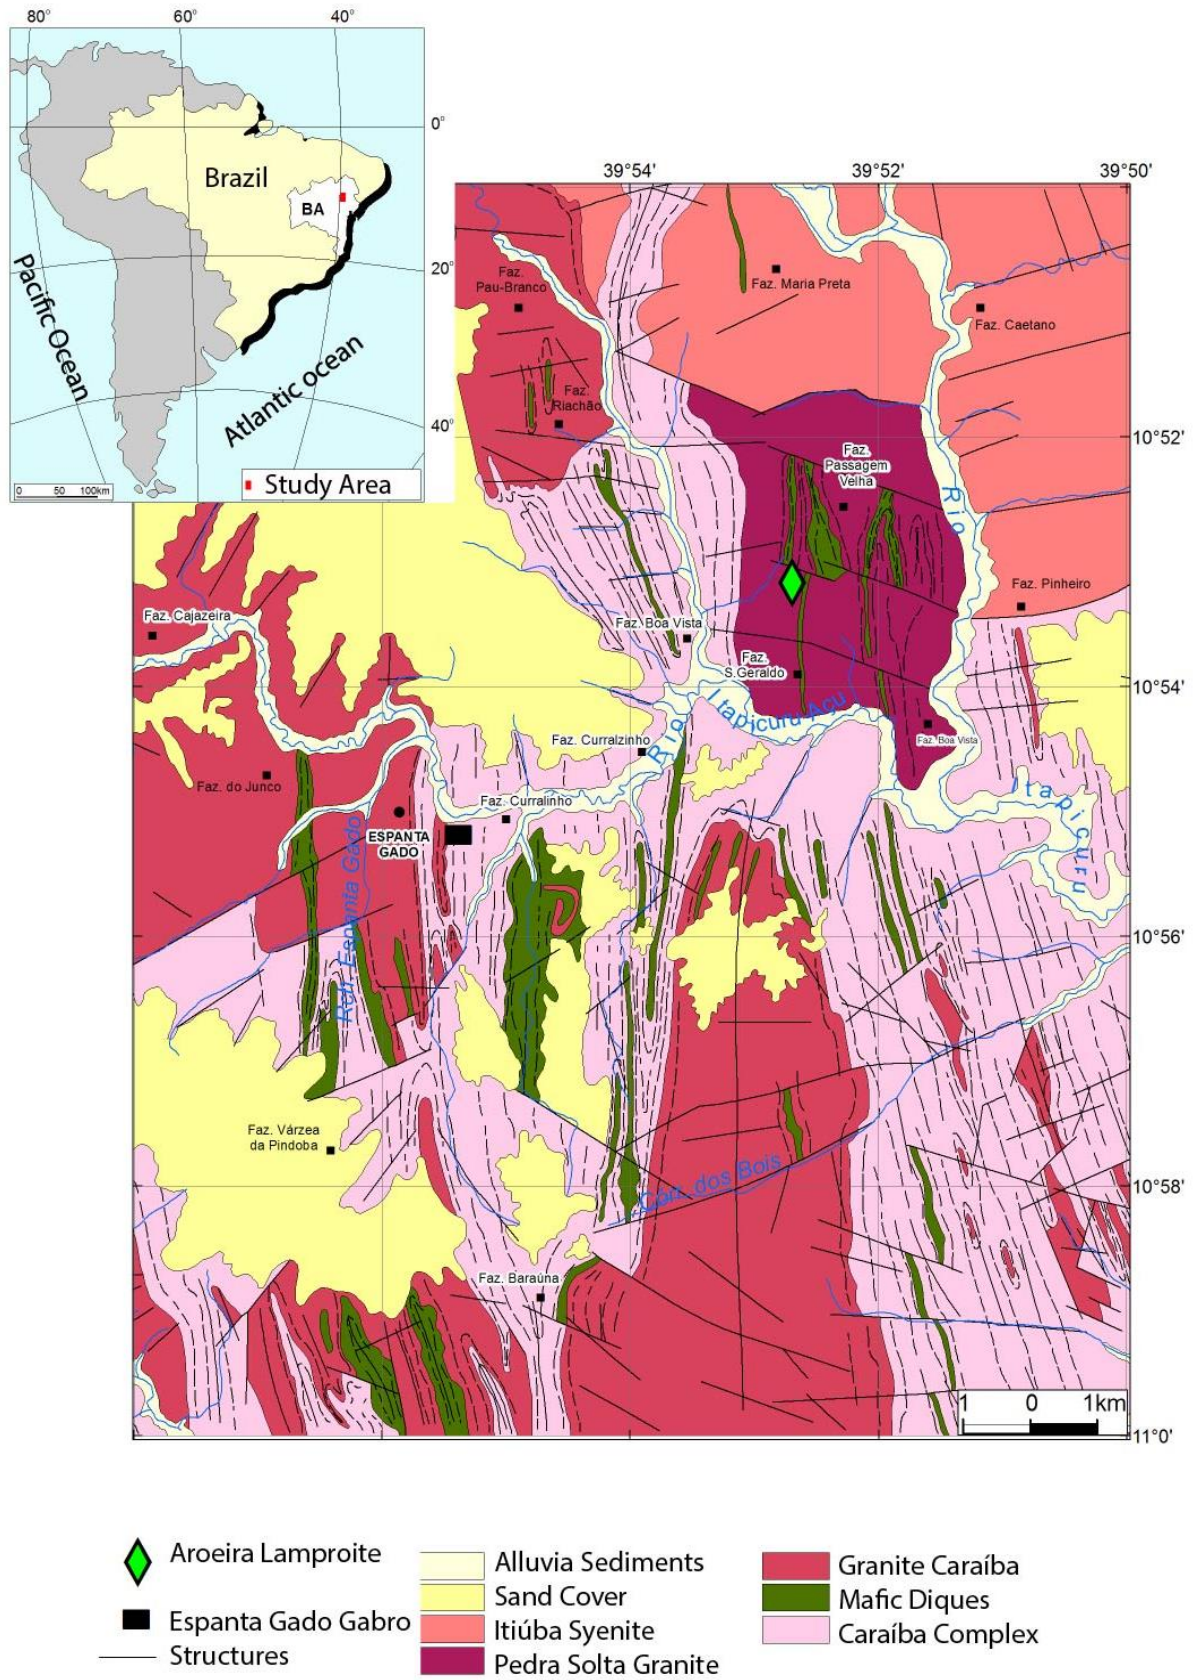 80°
60°
40°
0°
20°
40°
Brazil
BA
Pacific Ocean
Atlantic ocean
0 50 100km
Study Area
39°54'
39°52'
39°50'
Faz.
Pau-Branco
Faz. Maria Preta
Faz. Caetano
Faz.
Riachão
10°52'
Faz.
Passagem
Velha
Rio
Faz. Pinheiro
Faz. Cajazeira
Faz. Boa Vista
Faz.
S.Geraldo
10°54'
Itapicuru Açu
Rio
Faz. Curralzinho
Faz. Boa Vista
Faz. do Junco
Faz. Curralinho
Itapicuru
ESPANTA
GADO
Espanta Gado
10°56'
Faz. Várzea
da Pindoba
Corr. dos Bois
10°58'
Faz. Baraúna
1 0 1km
11°0'
Aroeira Lamproite
Espanta Gado Gabro
Structures
Alluvia Sediments
Sand Cover
Itiúba Syenite
Pedra Solta Granite
Granite Caraíba
Mafic Diques
Caraíba Complex